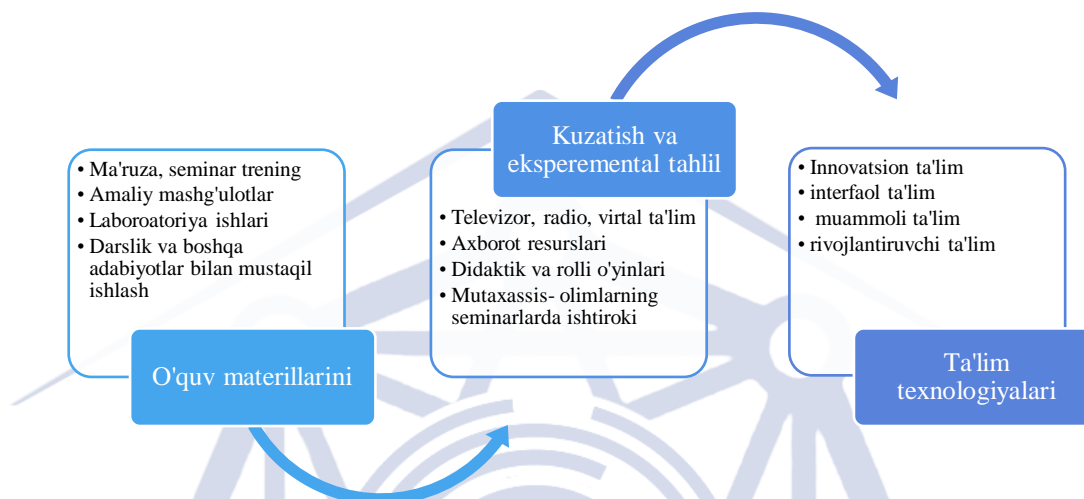 • Ma'ruza, seminar trening
• Amaliy mashg'ulotlar
• Laboroatoriya ishlari
• Darslik va boshqa
adabiyotlar bilan mustaqil
ishlash
O'quv materillarini
Kuzatish va
eksperemental tahlil
• Televizor, radio, virtal ta'lim
• Axborot resurslari
• Didaktik va rolli o'yinlari
• Mutaxassis- olimlarning
seminarlarda ishtiroki
• Innovatsion ta'lim
• interfaol ta'lim
• muammoli ta'lim
• rivojlantiruvchi ta'lim
Ta'lim
texnologiyalari